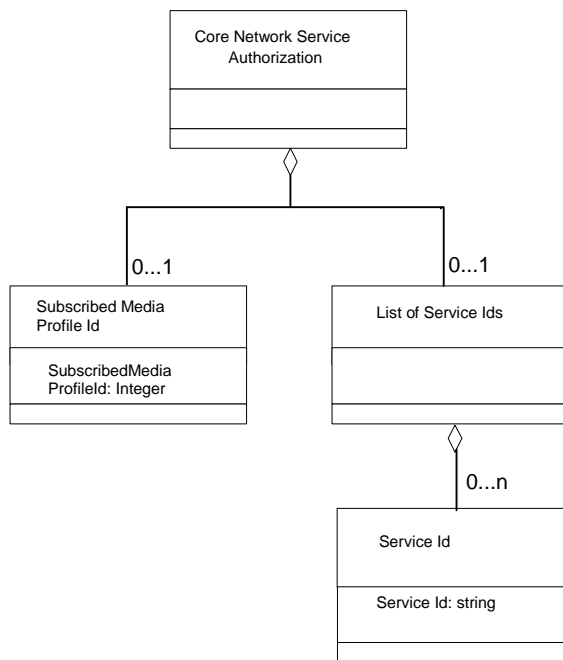 Core Network Service
Authorization
0...1
0...1
Subscribed Media
Profile Id
SubscribedMedia
ProfileId: Integer
List of Service Ids
0...n
Service Id
Service Id: string